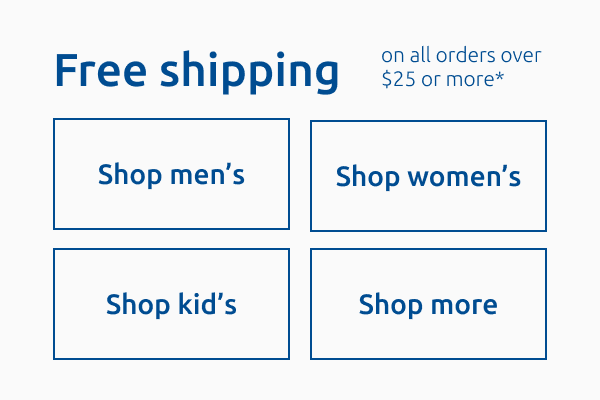 Free shipping
on all orders over
$25 or more*
Shop men’s
Shop women’s
Shop kid’s
Shop more